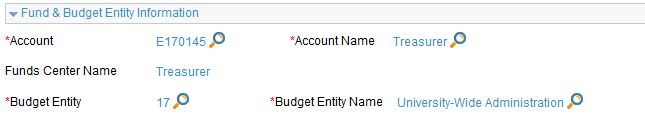 Fund & Budget Entity Information
*Account E170145 *Account Name Treasurer
Funds Center Name Treasurer
*Budget Entity 17 *Budget Entity Name University-Wide Administration